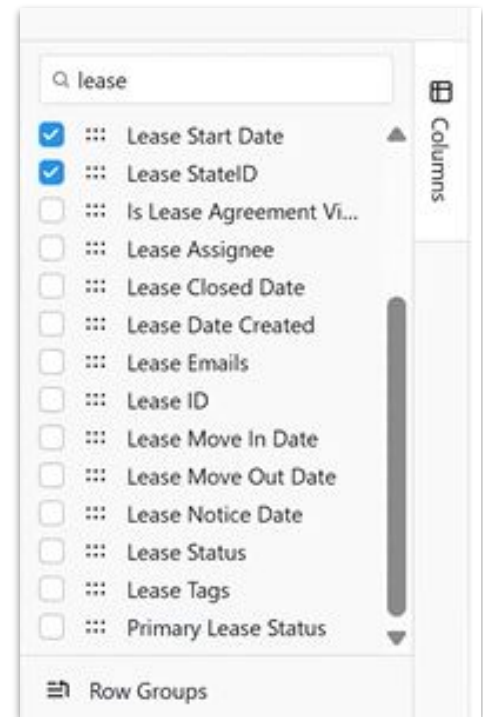 lease
Lease Start Date
Lease StateID
Is Lease Agreement Vi...
Lease Assignee
Lease Closed Date
Lease Date Created
Lease Emails
Lease ID
Lease Move In Date
Lease Move Out Date
Lease Notice Date
Lease Status
Lease Tags
Primary Lease Status
Row Groups
Columns